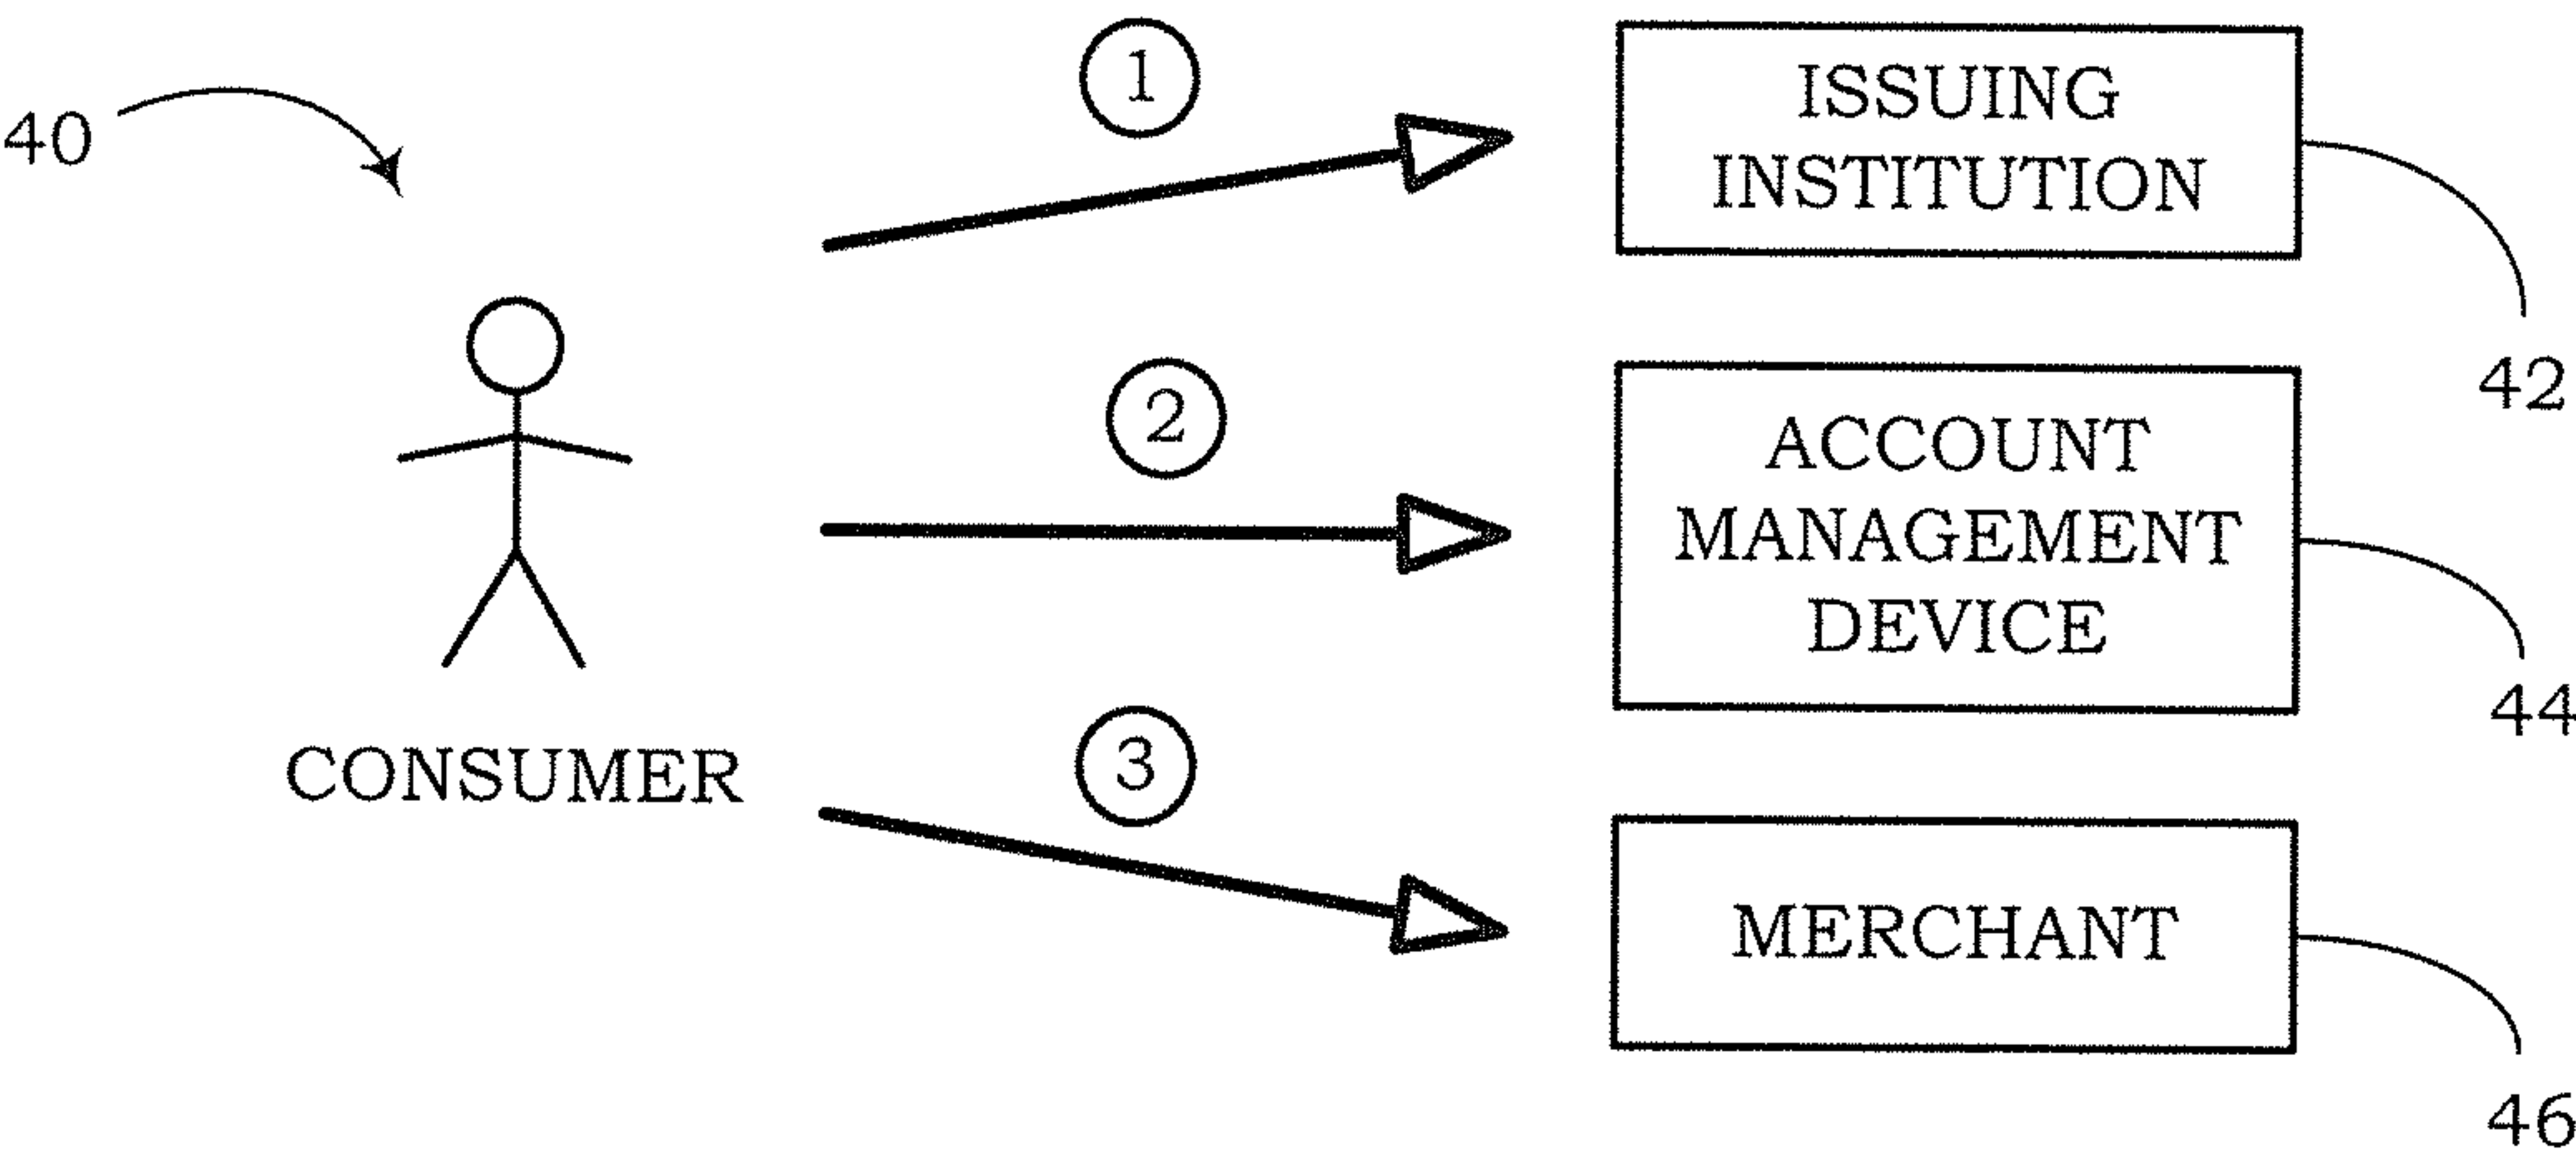 40
1
ISSUING
INSTITUTION
42
2
ACCOUNT
MANAGEMENT
DEVICE
44
CONSUMER
3
MERCHANT
46